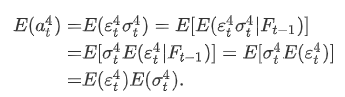 E(a_t^4) = E(ε_t^4 σ_t^4) = E[E(ε_t^4 σ_t^4 | F_{t−1})]
= E[σ_t^4 E(ε_t^4 | F_{t−1})] = E[σ_t^4 E(ε_t^4)]
= E(ε_t^4) E(σ_t^4).